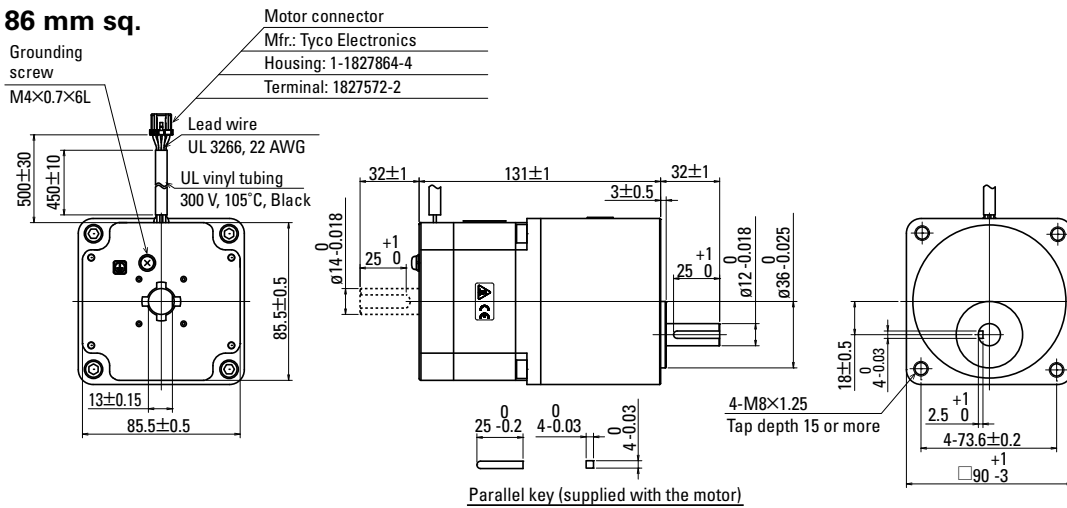 86 mm sq.
Motor connector
Mfr.: Tyco Electronics
Housing: 1-1827864-4
Terminal: 1827572-2
Grounding
screw
M4×0.7×6L
Lead wire
UL 3266, 22 AWG
UL vinyl tubing
300 V, 105˚C, Black
500±30
450±10
85.5±0.5
13±0.15
85.5±0.5
32±1
131±1
32±1
3±0.5
ø14-0.018
0
25 0
+1
CE
25 0
+1
ø12-0.018
0
ø36-0.025
0
25 -0.2
0
4-0.03
0
4-0.03
0
Parallel key (supplied with the motor)
18±0.5
4-0.03
0
4-M8×1.25
Tap depth 15 or more
2.5 0
+1
4-73.6±0.2
□90 -3
+1